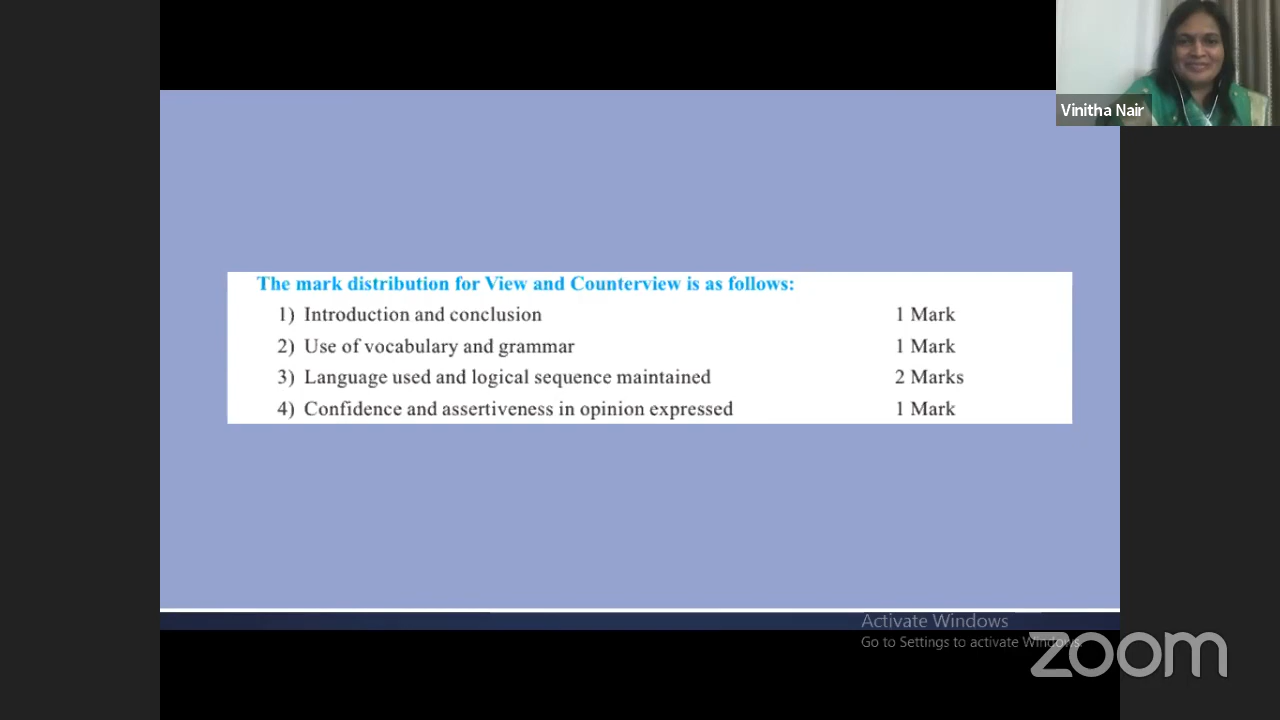 Vinitha Nair
The mark distribution for View and Counterview is as follows:
1) Introduction and conclusion 1 Mark
2) Use of vocabulary and grammar 1 Mark
3) Language used and logical sequence maintained 2 Marks
4) Confidence and assertiveness in opinion expressed 1 Mark
Activate Windows
Go to Settings to activate Windows.
zoom